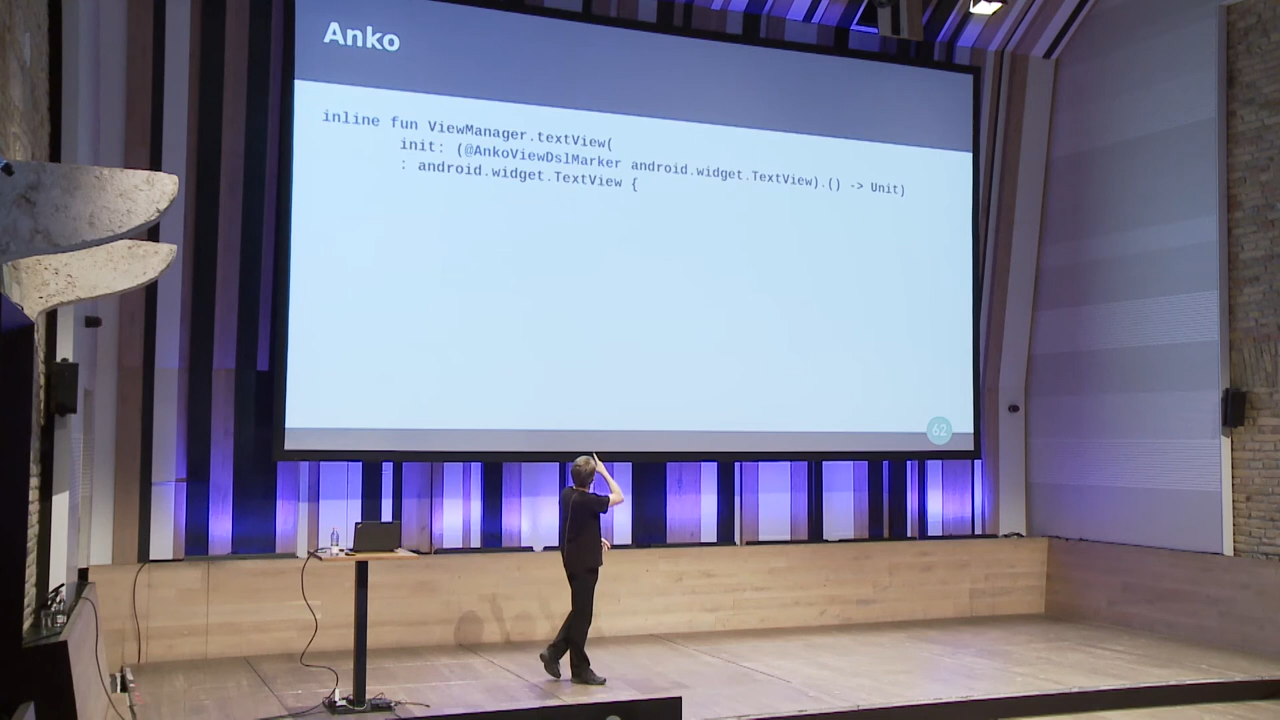 Anko
inline fun ViewManager.textView(
init: (@AnkoViewDslMarker android.widget.TextView).() -> Unit)
: android.widget.TextView {
62